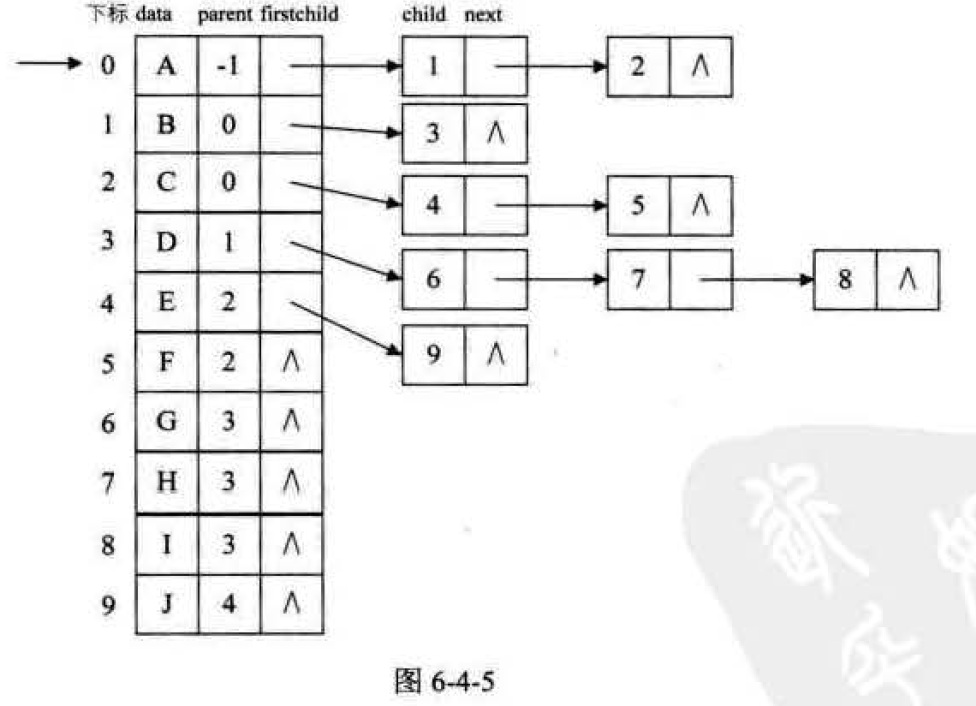 下标 data parent firstchild child next
0 A -1 1 2 Λ
1 B 0 3 Λ
2 C 0 4 5 Λ
3 D 1 6 7 8 Λ
4 E 2 9 Λ
5 F 2 Λ
6 G 3 Λ
7 H 3 Λ
8 I 3 Λ
9 J 4 Λ
图 6-4-5